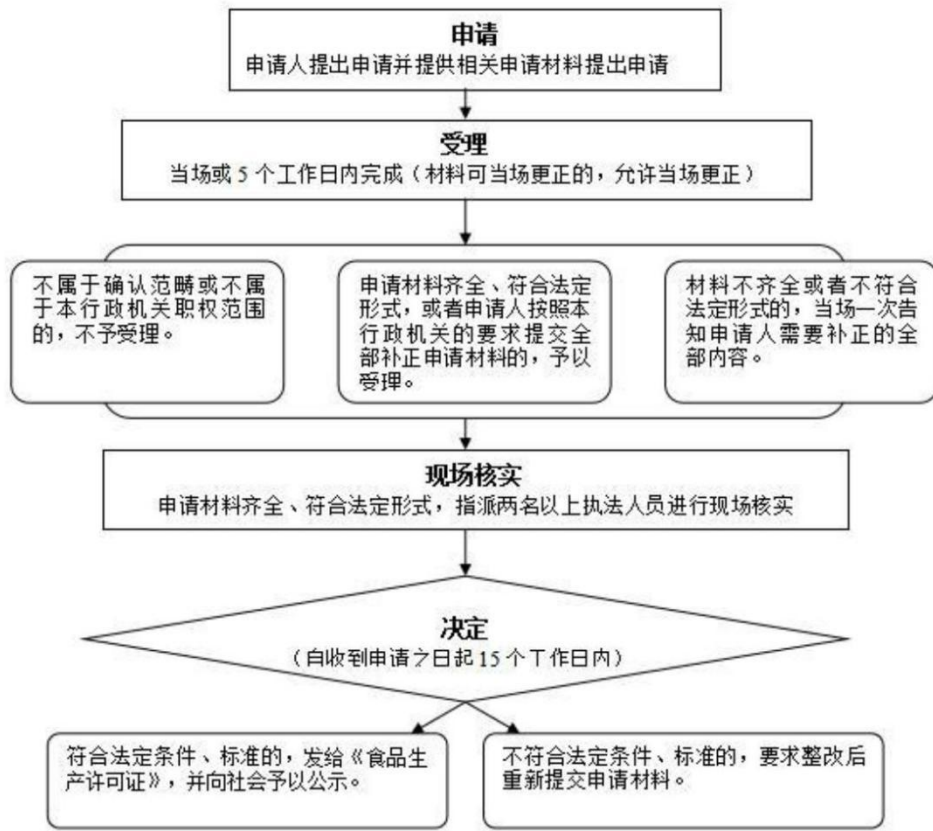 申请
申请人提出申请并提供相关申请材料提出申请
受理
当场或 5 个工作日内完成（材料可当场更正的，允许当场更正）
不属于确认范畴或不属
于本行政机关职权范围
的，不予受理。
申请材料齐全、符合法定
形式，或者申请人按照本
行政机关的要求提交全
部补正申请材料的，予以
受理。
材料不齐全或者不符合
法定形式的，当场一次告
知申请人需要补正的全
部内容。
现场核实
申请材料齐全、符合法定形式，指派两名以上执法人员进行现场核实
决定
（自收到申请之日起 15 个工作日内）
符合法定条件、标准的，发给《食品生
产许可证》，并向社会予以公示。
不符合法定条件、标准的，要求整改后
重新提交申请材料。